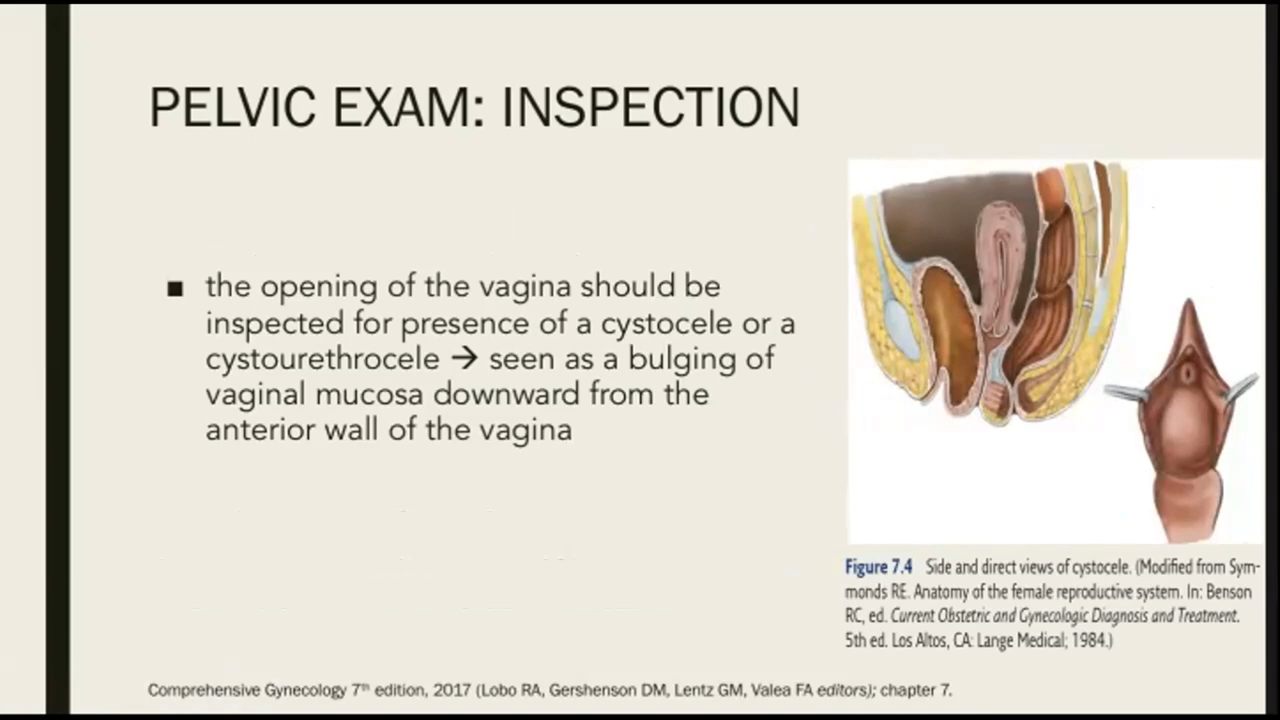 PELVIC EXAM: INSPECTION
■ the opening of the vagina should be
inspected for presence of a cystocele or a
cystourethrocele → seen as a bulging of
vaginal mucosa downward from the
anterior wall of the vagina
Figure 7.4 Side and direct views of cystocele. (Modified from Sym-
monds RE. Anatomy of the female reproductive system. In: Benson
RC, ed. Current Obstetric and Gynecologic Diagnosis and Treatment.
5th ed. Los Altos, CA: Lange Medical; 1984.)
Comprehensive Gynecology 7th edition, 2017 (Lobo RA, Gershenson DM, Lentz GM, Valea FA editors); chapter 7.